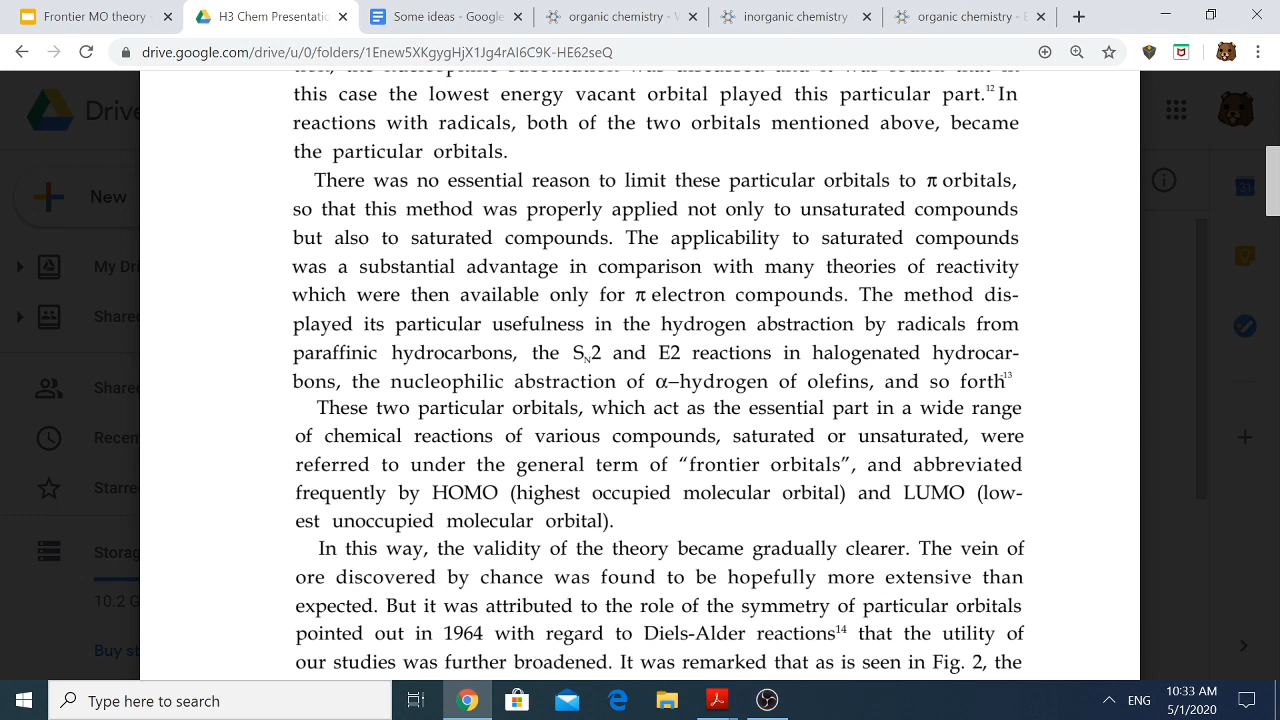 Frontier MO Theory
H3 Chem Presentatio
Some ideas - Google
organic chemistry -
inorganic chemistry
organic chemistry -
drive.google.com/drive/u/0/folders/1Enew5XKgygHjX1Jg4rAI6C9K-HE62seQ
this case the lowest energy vacant orbital played this particular part.12 In
reactions with radicals, both of the two orbitals mentioned above, became
the particular orbitals.
There was no essential reason to limit these particular orbitals to π orbitals,
so that this method was properly applied not only to unsaturated compounds
but also to saturated compounds. The applicability to saturated compounds
was a substantial advantage in comparison with many theories of reactivity
which were then available only for π electron compounds. The method dis-
played its particular usefulness in the hydrogen abstraction by radicals from
paraffinic hydrocarbons, the SN2 and E2 reactions in halogenated hydrocar-
bons, the nucleophilic abstraction of α–hydrogen of olefins, and so forth.13
These two particular orbitals, which act as the essential part in a wide range
of chemical reactions of various compounds, saturated or unsaturated, were
referred to under the general term of “frontier orbitals”, and abbreviated
frequently by HOMO (highest occupied molecular orbital) and LUMO (low-
est unoccupied molecular orbital).
In this way, the validity of the theory became gradually clearer. The vein of
ore discovered by chance was found to be hopefully more extensive than
expected. But it was attributed to the role of the symmetry of particular orbitals
pointed out in 1964 with regard to Diels-Alder reactions14 that the utility of
our studies was further broadened. It was remarked that as is seen in Fig. 2, the
Drive
New
My Dri
Shared
Shared
Recen
Starre
Storag
10.2 G
Buy st
31
Type here to search
ENG
10:33 AM
5/1/2020